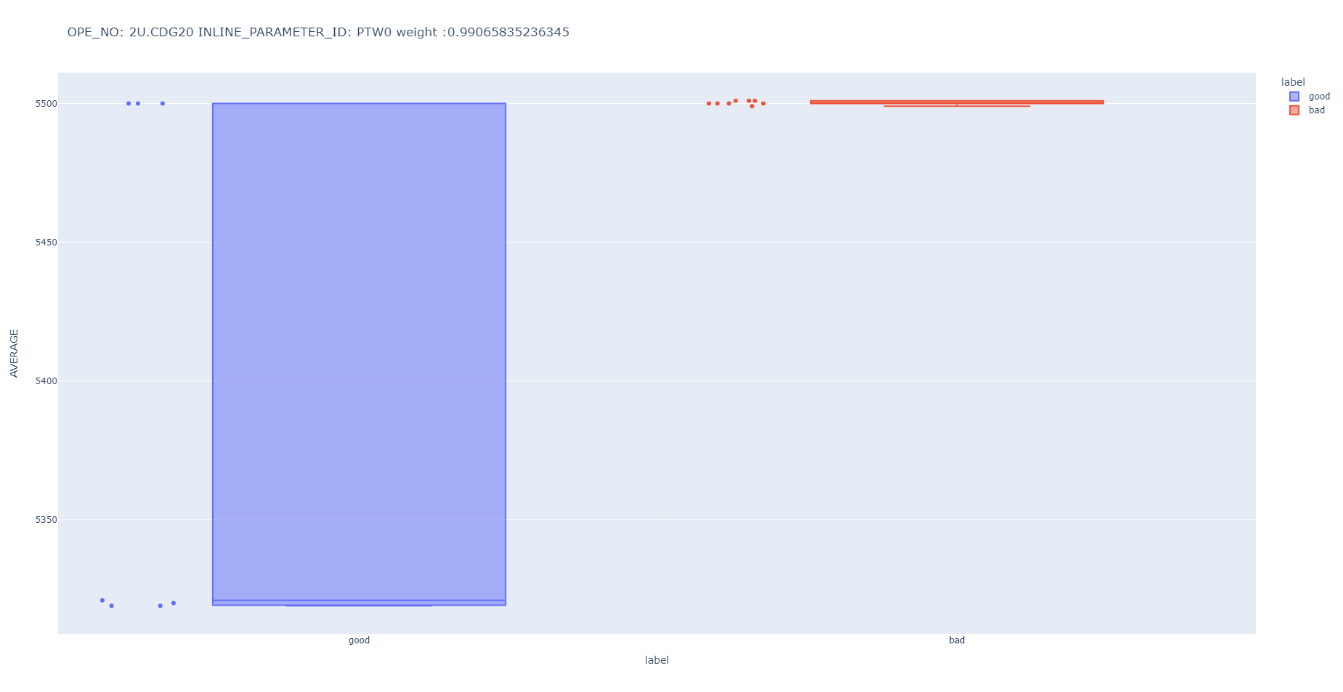 OPE_NO: 2U.CDG20 INLINE_PARAMETER_ID: PTW0 weight :0.99065835236345
label
good
bad
5500
5450
5400
5350
AVERAGE
good
bad
label